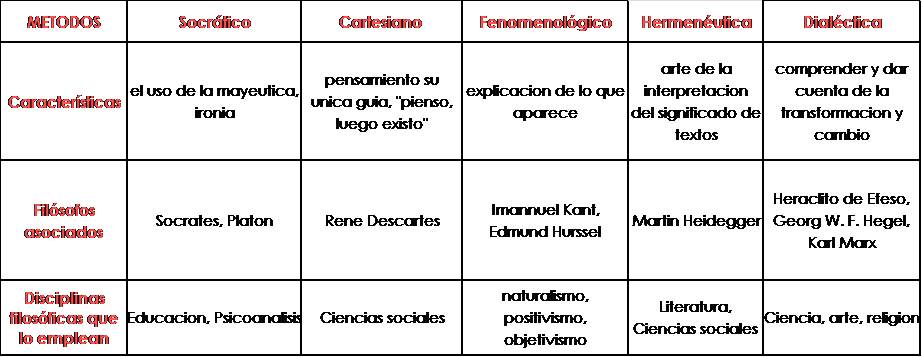 METODOS
Socrático
Cartesiano
Fenomenológico
Hermenéutica
Dialéctica
Características
el uso de la mayeutica,
ironia
pensamiento su
unica guia, "pienso,
luego existo"
explicacion de lo que
aparece
arte de la
interpretacion
del significado de
textos
comprender y dar
cuenta de la
transformacion y
cambio
Filósofos
asociados
Socrates, Platon
Rene Descartes
Imannuel Kant,
Edmund Hurssel
Martin Heidegger
Heraclito de Efeso,
Georg W. F. Hegel,
Karl Marx
Disciplinas
filosóficas que
lo emplean
Educacion, Psicoanalisis
Ciencias sociales
naturalismo,
positivismo,
objetivismo
Literatura,
Ciencias sociales
Ciencia, arte, religion